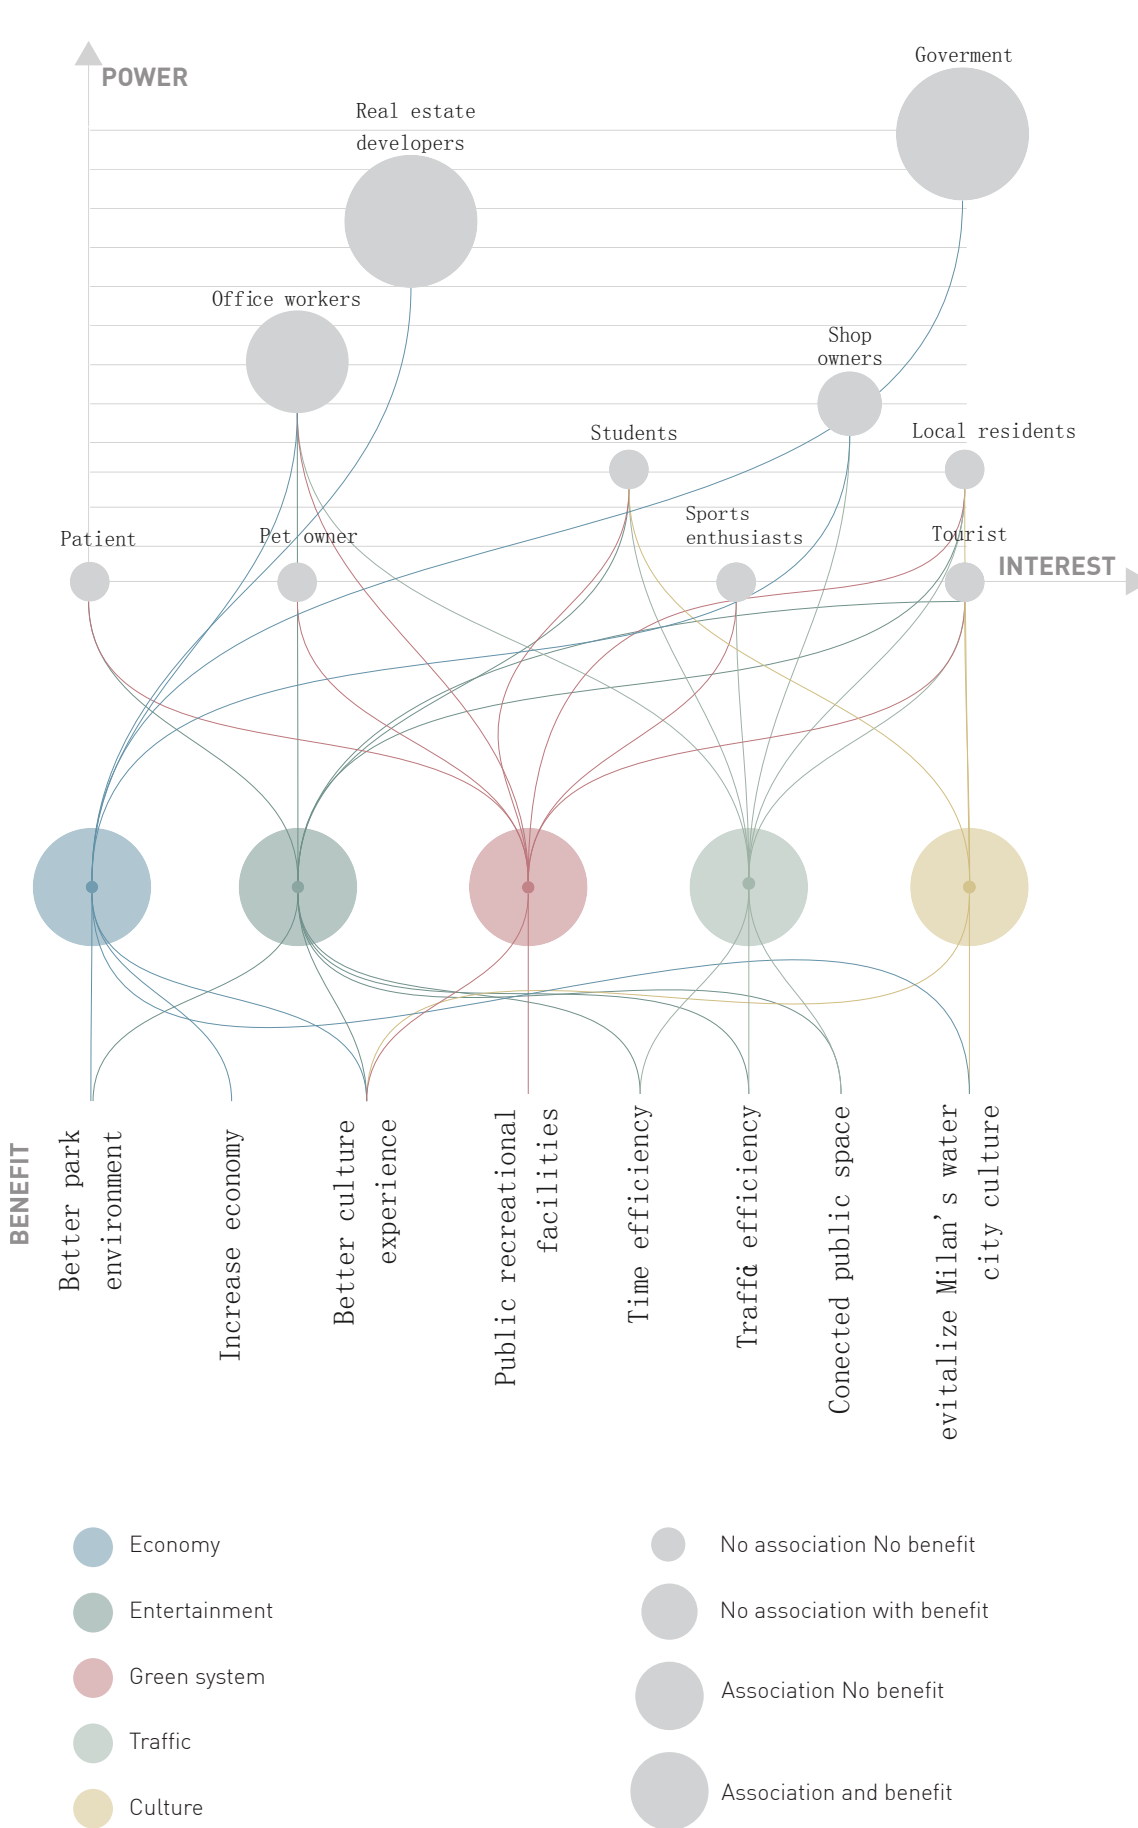 POWER
Goverment
Real estate
developers
Office workers
Shop
owners
Students
Local residents
Sports
enthusiasts
Patient
Pet owner
Tourist
INTEREST
BENEFIT
Better park
environment
Increase economy
Better culture
experience
Public recreational
facilities
Time efficiency
Traffic efficiency
Conected public space
evitalize Milan's water
city culture
Economy
Entertainment
Green system
Traffic
Culture
No association No benefit
No association with benefit
Association No benefit
Association and benefit